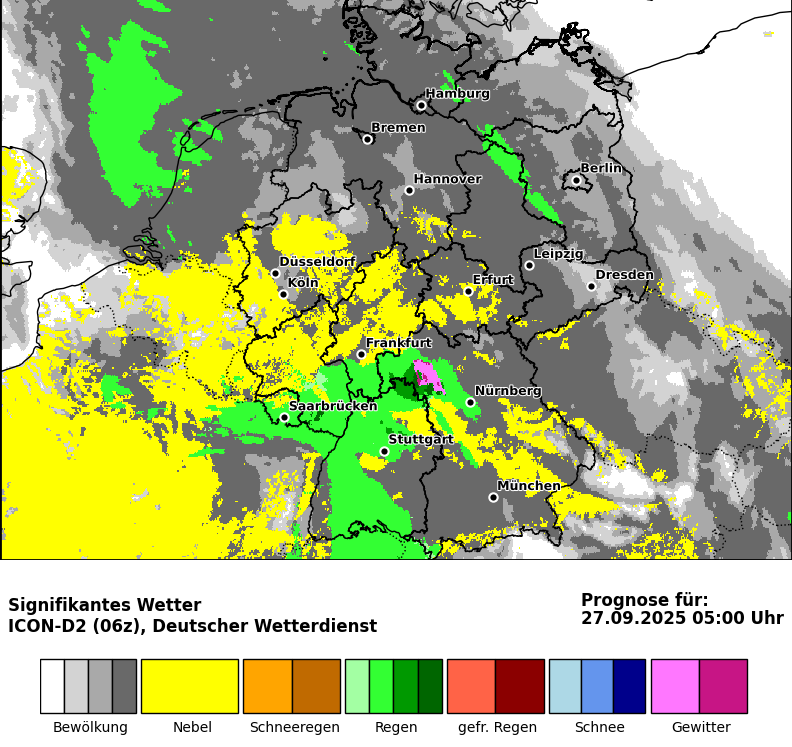 Hamburg
Bremen
Berlin
Hannover
Leipzig
Düsseldorf
Dresden
Köln
Erfurt
Frankfurt
Nürnberg
Saarbrücken
Stuttgart
München
Signifikantes Wetter
ICON-D2 (06z), Deutscher Wetterdienst
Prognose für:
27.09.2025 05:00 Uhr
Bewölkung Nebel Schneeregen Regen gefr. Regen Schnee Gewitter